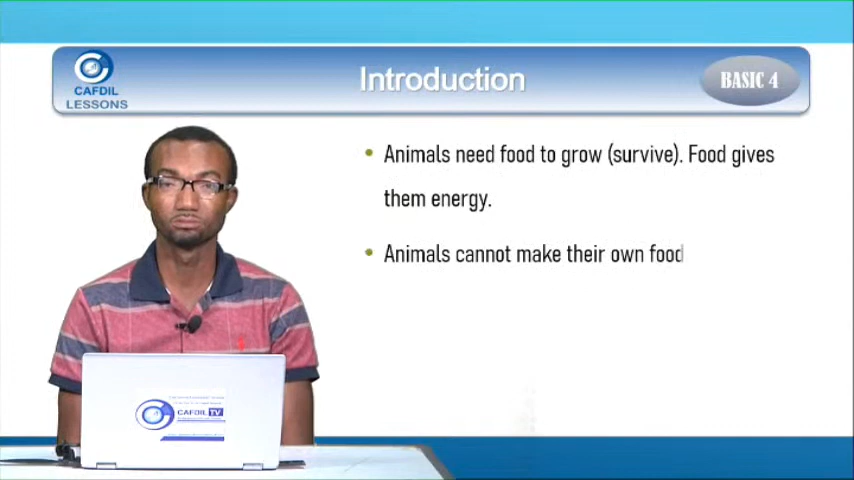 CAFDIL
LESSONS
Introduction
BASIC 4
Animals need food to grow (survive). Food gives
them energy.
Animals cannot make their own food
CAFDIL TV